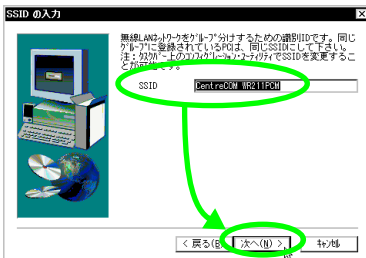 SSID の入力
無線LANﾈｯﾄﾜｰｸをｸﾞﾙｰﾌﾟ分けするための識別IDです。同じ
ｸﾞﾙｰﾌﾟに登録されているPCは、同じSSIDにして下さい。
注：ﾀｽｸﾊﾞｰ上のｺﾝﾌｨｸﾞﾚｰｼｮﾝ･ﾕｰﾃｨﾘﾃｨでSSIDを変更するこ
とが可能です。
SSID
CentreCOM WR211PCM
< 戻る(B)
次へ(N) >
ｷｬﾝｾﾙ